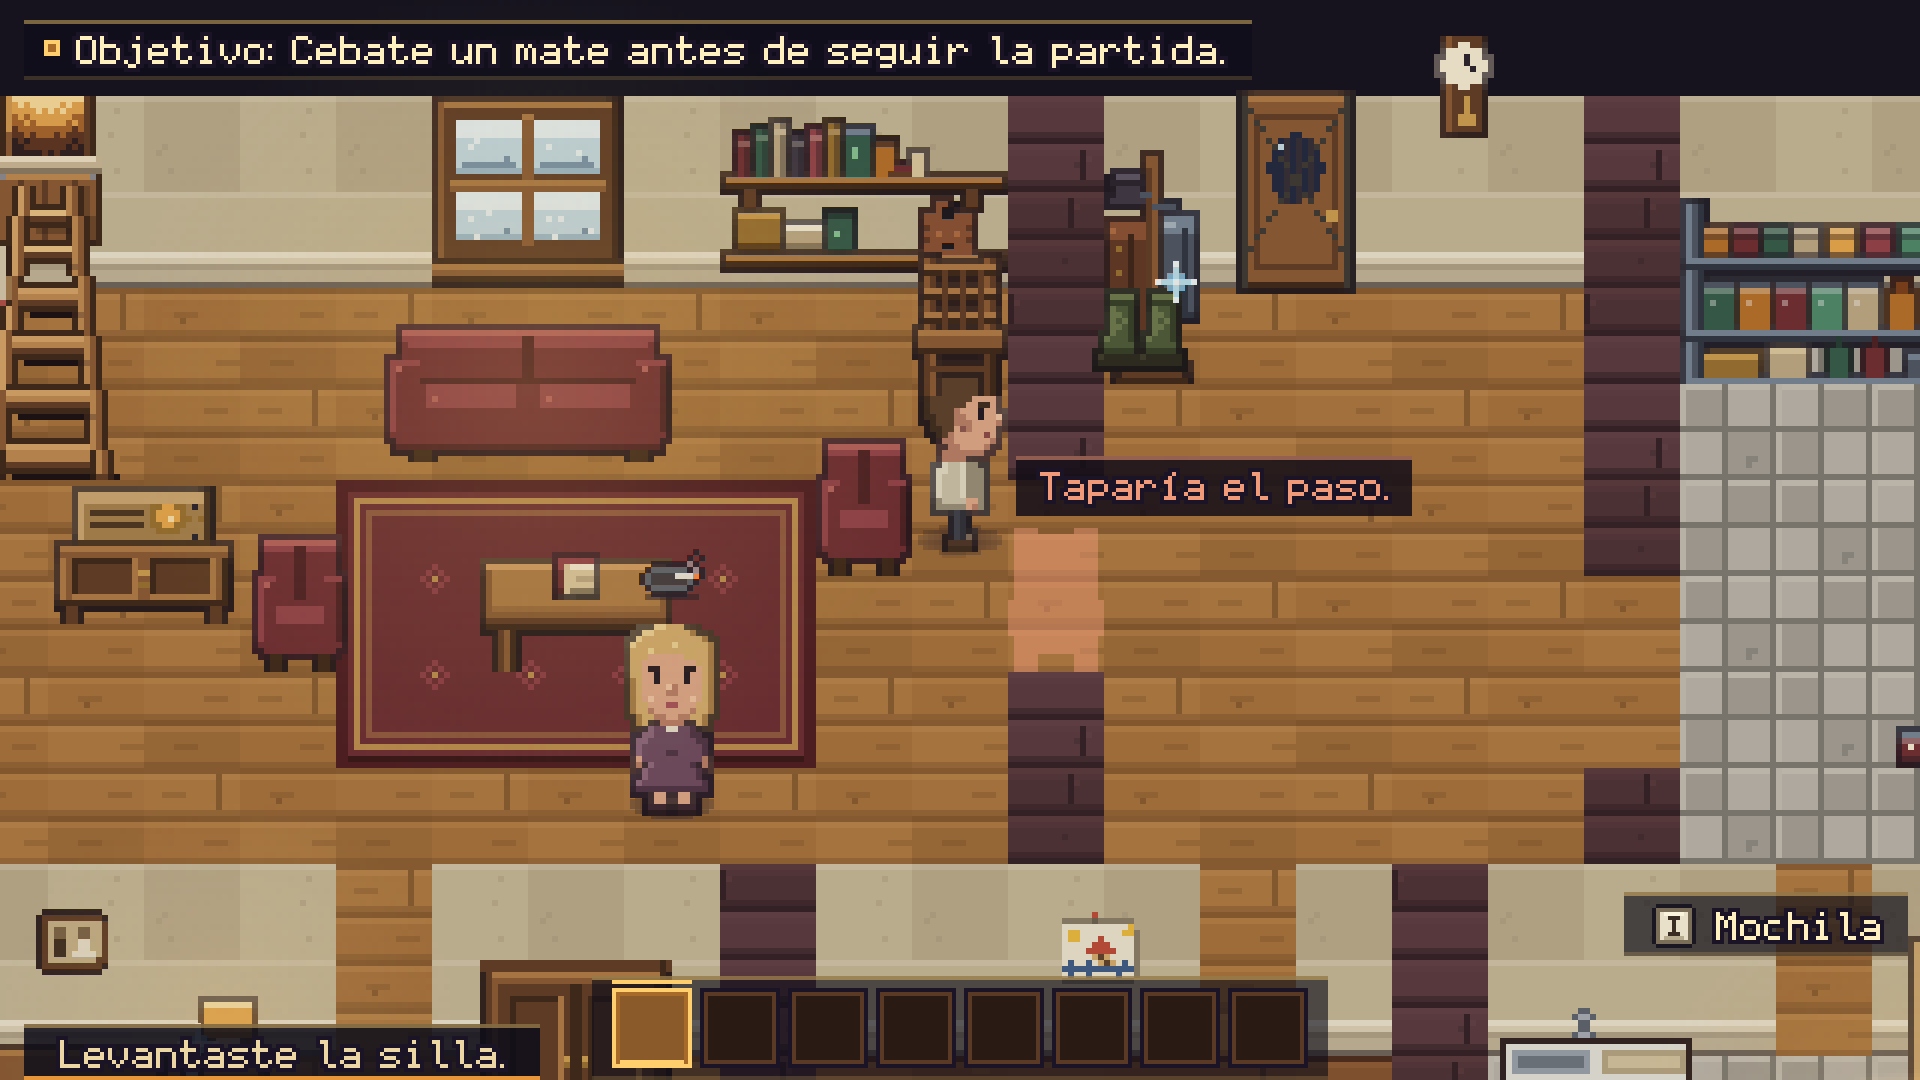 Objetivo: Cebate un mate antes de seguir la partida.
Taparía el paso.
I Mochila
Levantaste la silla.